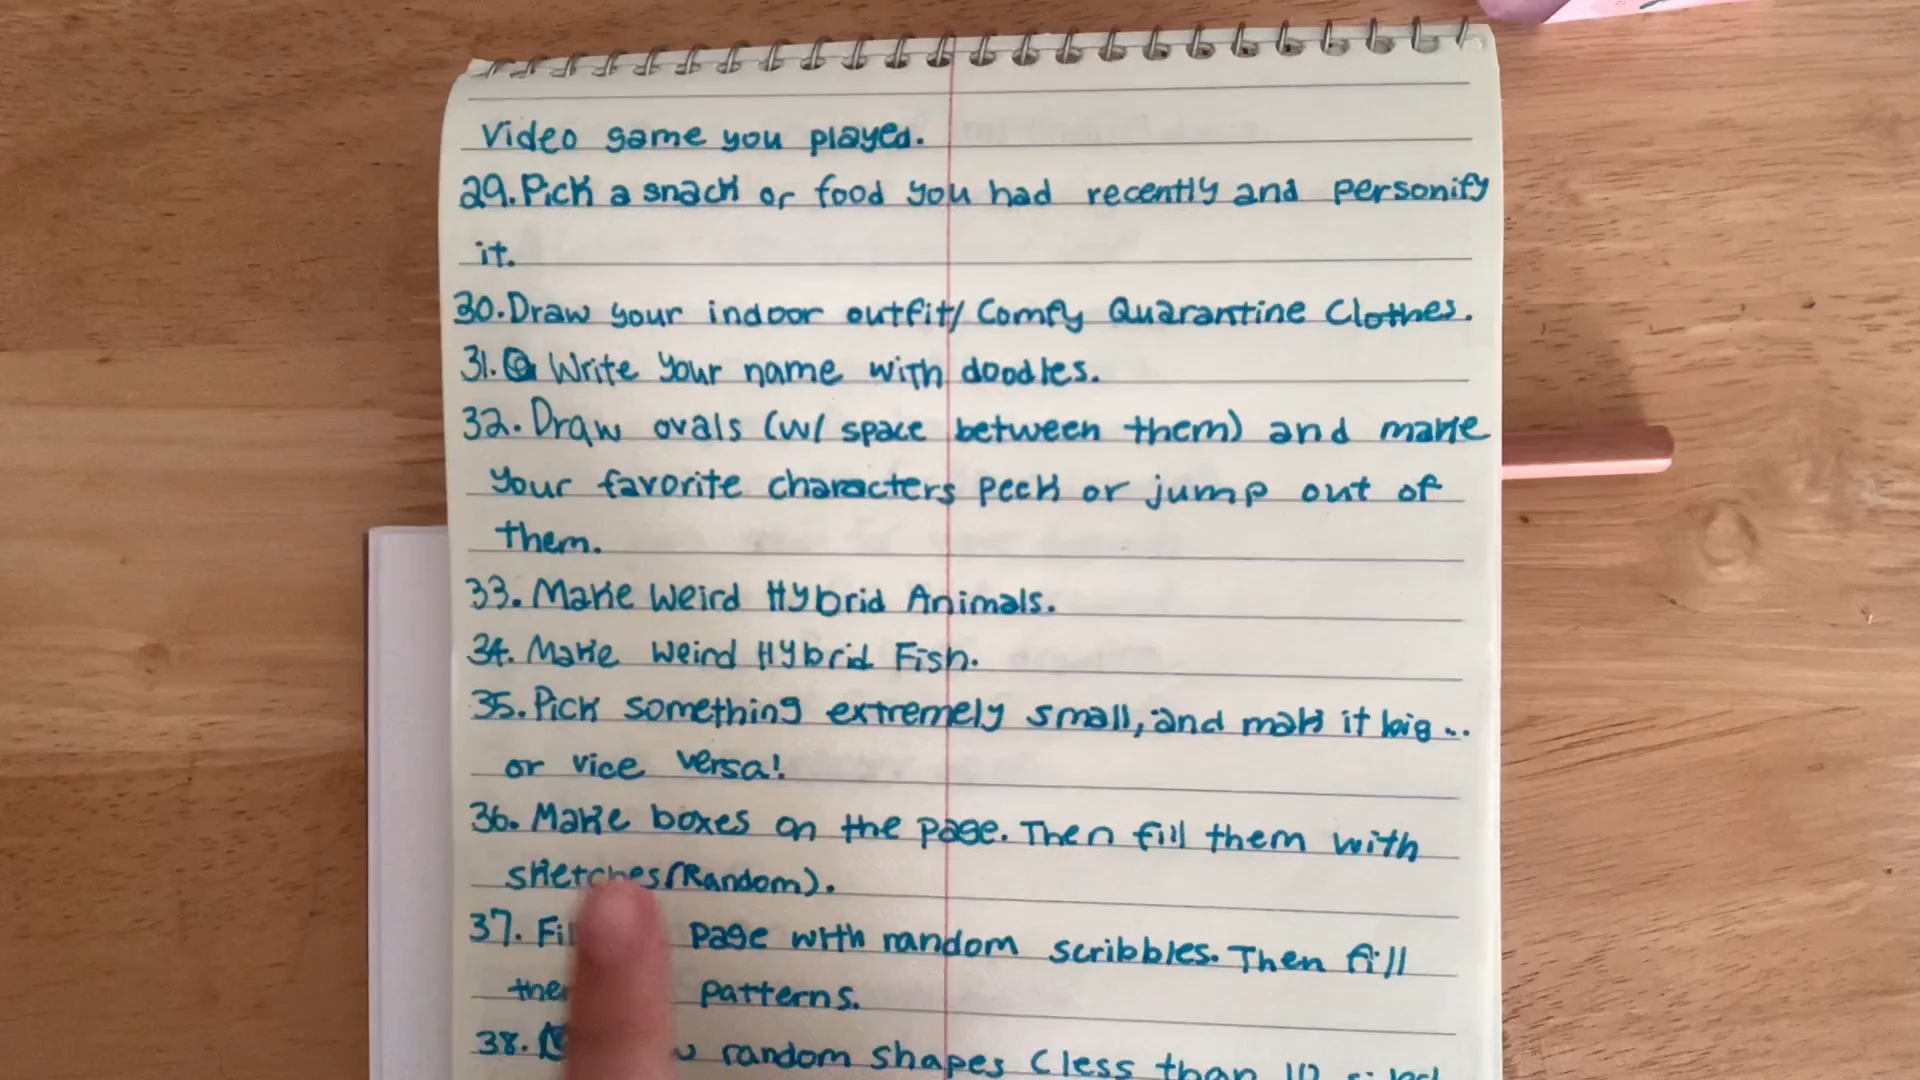 Video game you played.
29. Pick a snack or food you had recently and personify
it.
30. Draw your indoor outfit/ Comfy Quarantine Clothes.
31. Write your name with doodles.
32. Draw ovals (w/ space between them) and make
your favorite characters peek or jump out of
them.
33. Make Weird Hybrid Animals.
34. Make Weird Hybrid Fish.
35. Pick something extremely small, and mak it big...
or vice versa!
36. Make boxes on the page. Then fill them with
sketches (Random).
37. page with random scribbles. Then fill
patterns.
38. random shapes (less than 10